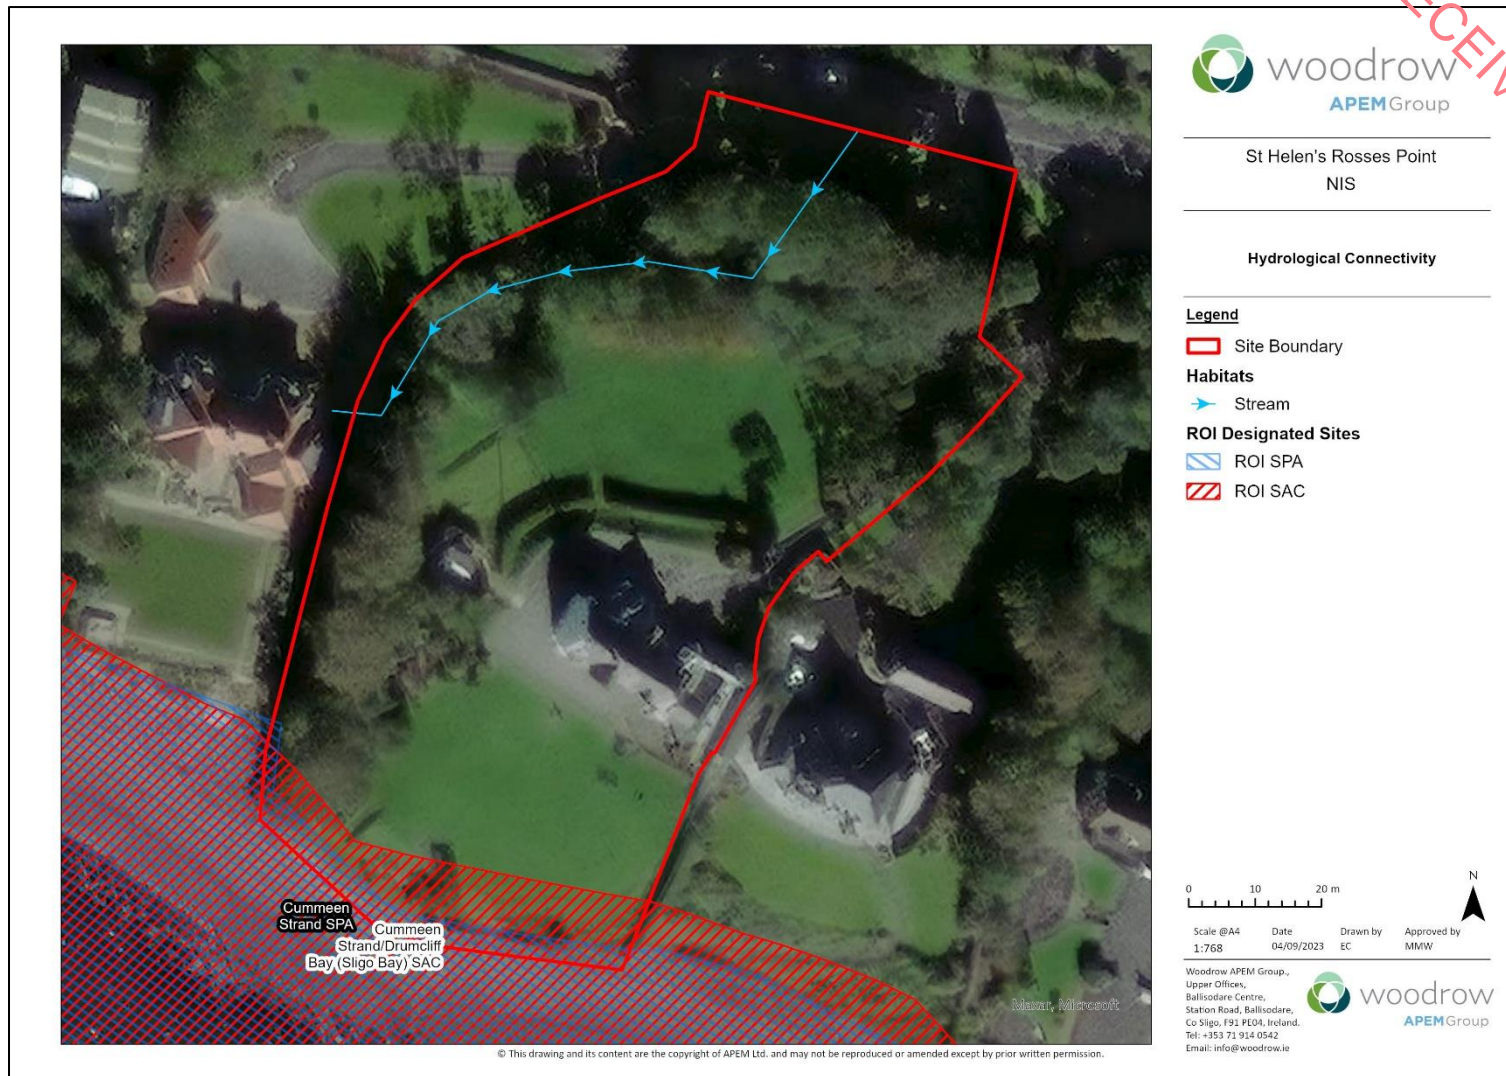 woodrow
APEMGroup
St Helen's Rosses Point
NIS
Hydrological Connectivity
Legend
Site Boundary
Habitats
Stream
ROI Designated Sites
ROI SPA
ROI SAC
Cummeen
Strand SPA
Cummeen
Strand/Drumcliff
Bay (Sligo Bay) SAC
Maxar, Microsoft
N
0 10 20 m
Scale @A4 Date Drawn by Approved by
1:768 04/09/2023 EC MMW
Woodrow APEM Group.,
Upper Offices,
Ballisodare Centre,
Station Road, Ballisodare,
Co Sligo, F91 PE04, Ireland.
Tel: +353 71 914 0542
Email: info@woodrow.ie
woodrow
APEMGroup
© This drawing and its content are the copyright of APEM Ltd. and may not be reproduced or amended except by prior written permission.